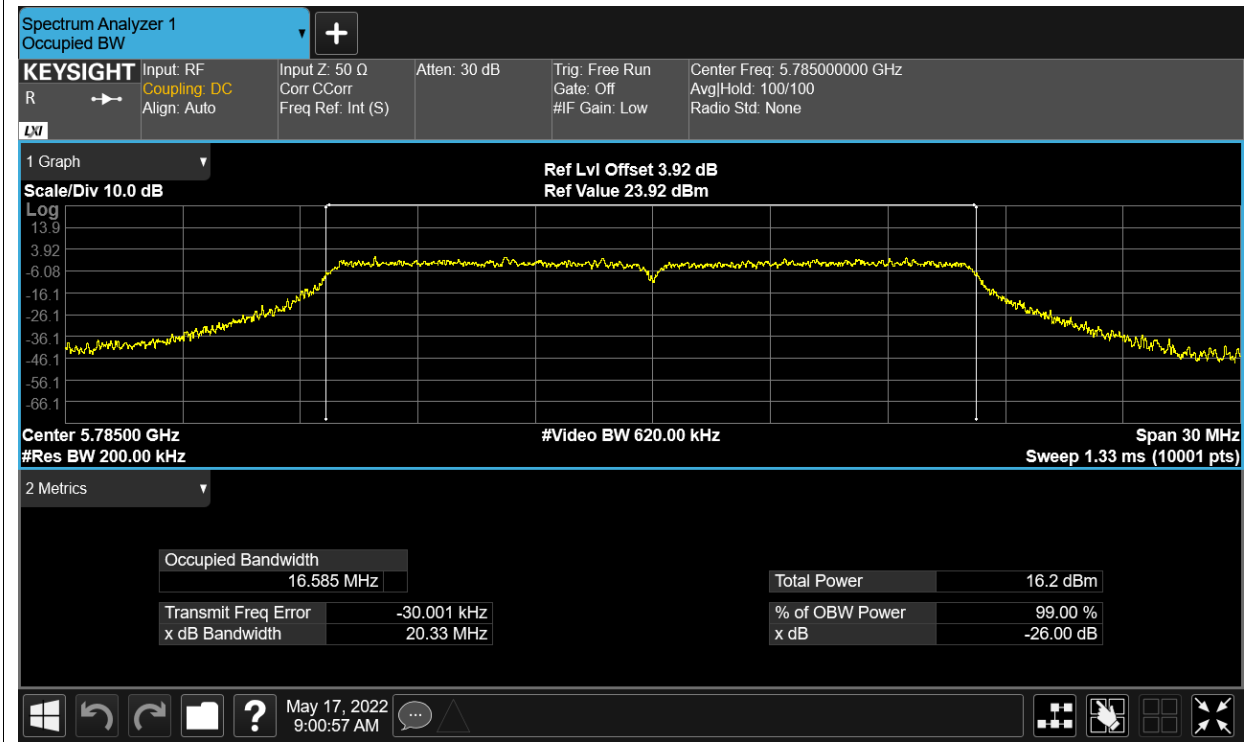 Spectrum Analyzer 1
Occupied BW
KEYSIGHT
R
LXI
Input: RF
Coupling: DC
Align: Auto
Input Z: 50 Ω
Corr CCorr
Freq Ref: Int (S)
Atten: 30 dB
Trig: Free Run
Gate: Off
#IF Gain: Low
Center Freq: 5.785000000 GHz
Avg|Hold: 100/100
Radio Std: None
1 Graph
Scale/Div 10.0 dB
Ref Lvl Offset 3.92 dB
Ref Value 23.92 dBm
Log
13.9
3.92
-6.08
-16.1
-26.1
-36.1
-46.1
-56.1
-66.1
Center 5.78500 GHz
#Res BW 200.00 kHz
#Video BW 620.00 kHz
Span 30 MHz
Sweep 1.33 ms (10001 pts)
2 Metrics
Occupied Bandwidth
16.585 MHz
Transmit Freq Error -30.001 kHz
x dB Bandwidth 20.33 MHz
Total Power 16.2 dBm
% of OBW Power 99.00 %
x dB -26.00 dB
?
May 17, 2022
9:00:57 AM